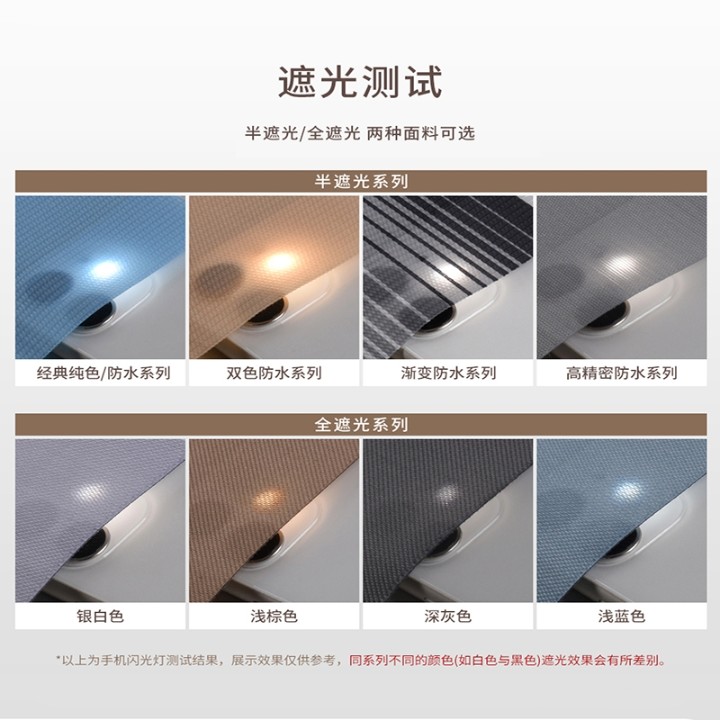 遮光测试
半遮光/全遮光 两种面料可选
半遮光系列
经典纯色/防水系列
双色防水系列
渐变防水系列
高精密防水系列
全遮光系列
银白色
浅棕色
深灰色
浅蓝色
*以上为手机闪光灯测试结果，展示效果仅供参考，同系列不同的颜色(如白色与黑色)遮光效果会有所差别。